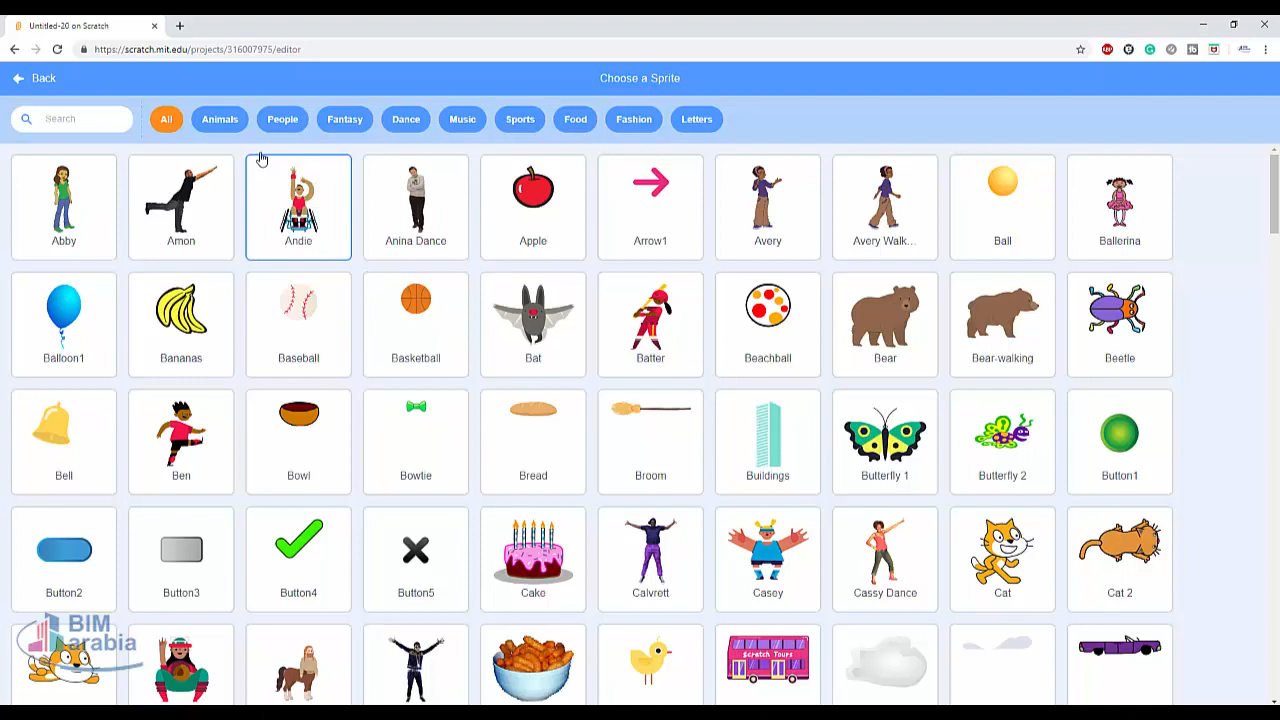 Untitled-20 on Scratch
https://scratch.mit.edu/projects/316007975/editor
Back
Choose a Sprite
Search
All
Animals
People
Fantasy
Dance
Music
Sports
Food
Fashion
Letters
Abby
Amon
Andie
Anina Dance
Apple
Arrow1
Avery
Avery Walk...
Ball
Ballerina
Balloon1
Bananas
Baseball
Basketball
Bat
Batter
Beachball
Bear
Bear-walking
Beetle
Bell
Ben
Bowl
Bowtie
Bread
Broom
Buildings
Butterfly 1
Butterfly 2
Button1
Button2
Button3
Button4
Button5
Cake
Calvrett
Casey
Cassy Dance
Cat
Cat 2
BIM
arabia
Scratch Tours